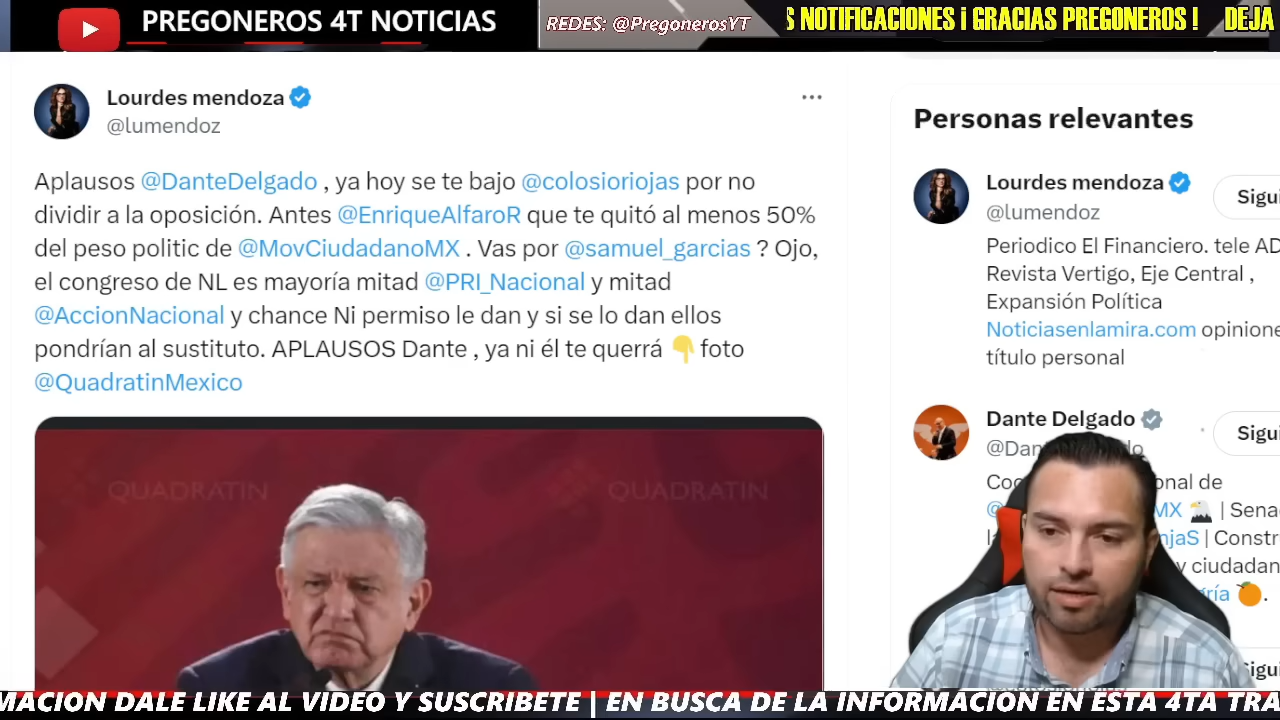 PREGONEROS 4T NOTICIAS
REDES: @PregonerosYT
S NOTIFICACIONES ¡ GRACIAS PREGONEROS ! DEJA
Lourdes mendoza
@lumendoz
Aplausos @DanteDelgado , ya hoy se te bajo @colosioriojas por no
dividir a la oposición. Antes @EnriqueAlfaroR que te quitó al menos 50%
del peso politic de @MovCiudadanoMX . Vas por @samuel_garcias ? Ojo,
el congreso de NL es mayoría mitad @PRI_Nacional y mitad
@AccionNacional y chance Ni permiso le dan y si se lo dan ellos
pondrían al sustituto. APLAUSOS Dante , ya ni él te querrá 👇 foto
@QuadratinMexico
QUADRATIN QUADRATIN
Personas relevantes
Lourdes mendoza
@lumendoz
Segui
Periodico El Financiero. tele AD
Revista Vertigo, Eje Central ,
Expansión Política
Noticiasenlamira.com opinione
título personal
Dante Delgado
Sigui
onal de
MX 🦅 | Sena
njaS | Constr
y ciudadan
ría 🍊.
MACION DALE LIKE AL VIDEO Y SUSCRIBETE | EN BUSCA DE LA INFORMACION EN ESTA 4TA TRA